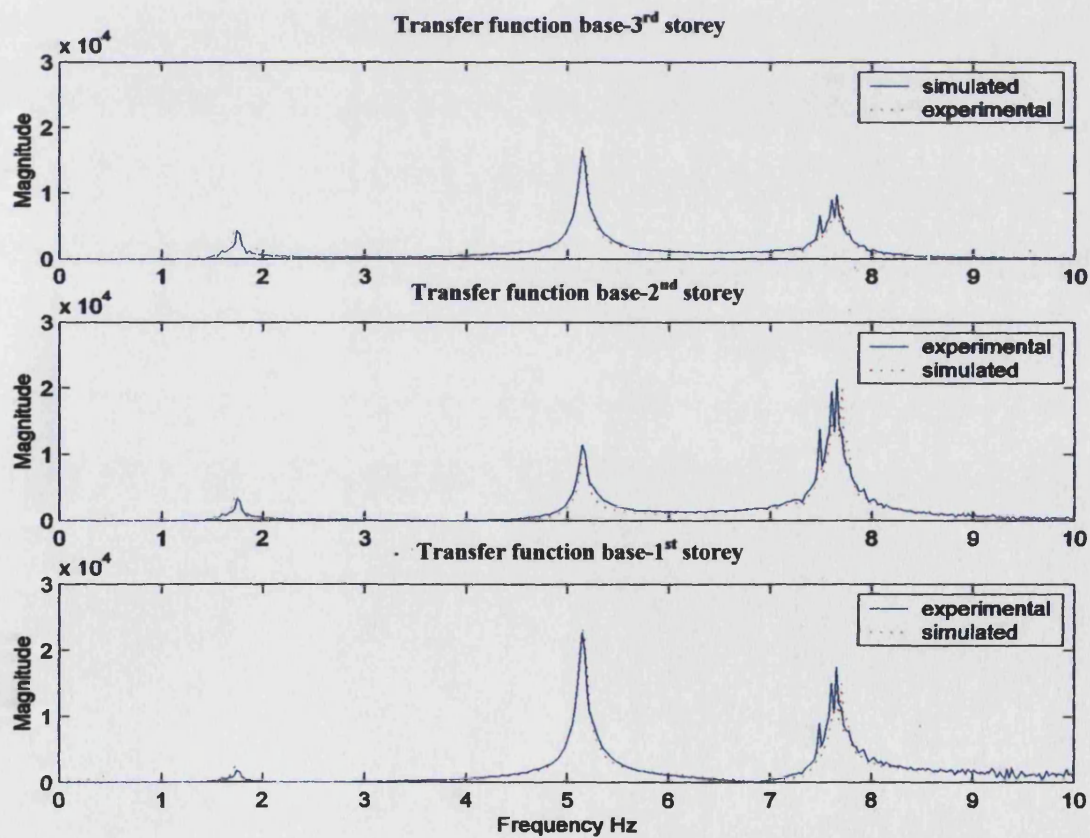 Transfer function base-3rd storey
x 10^4
3
2
1
0
Magnitude
simulated
experimental
0 1 2 3 4 5 6 7 8 9 10
Transfer function base-2nd storey
x 10^4
3
2
1
0
Magnitude
experimental
simulated
0 1 2 3 4 5 6 7 8 9 10
Transfer function base-1st storey
x 10^4
3
2
1
0
Magnitude
experimental
simulated
0 1 2 3 4 5 6 7 8 9 10
Frequency Hz